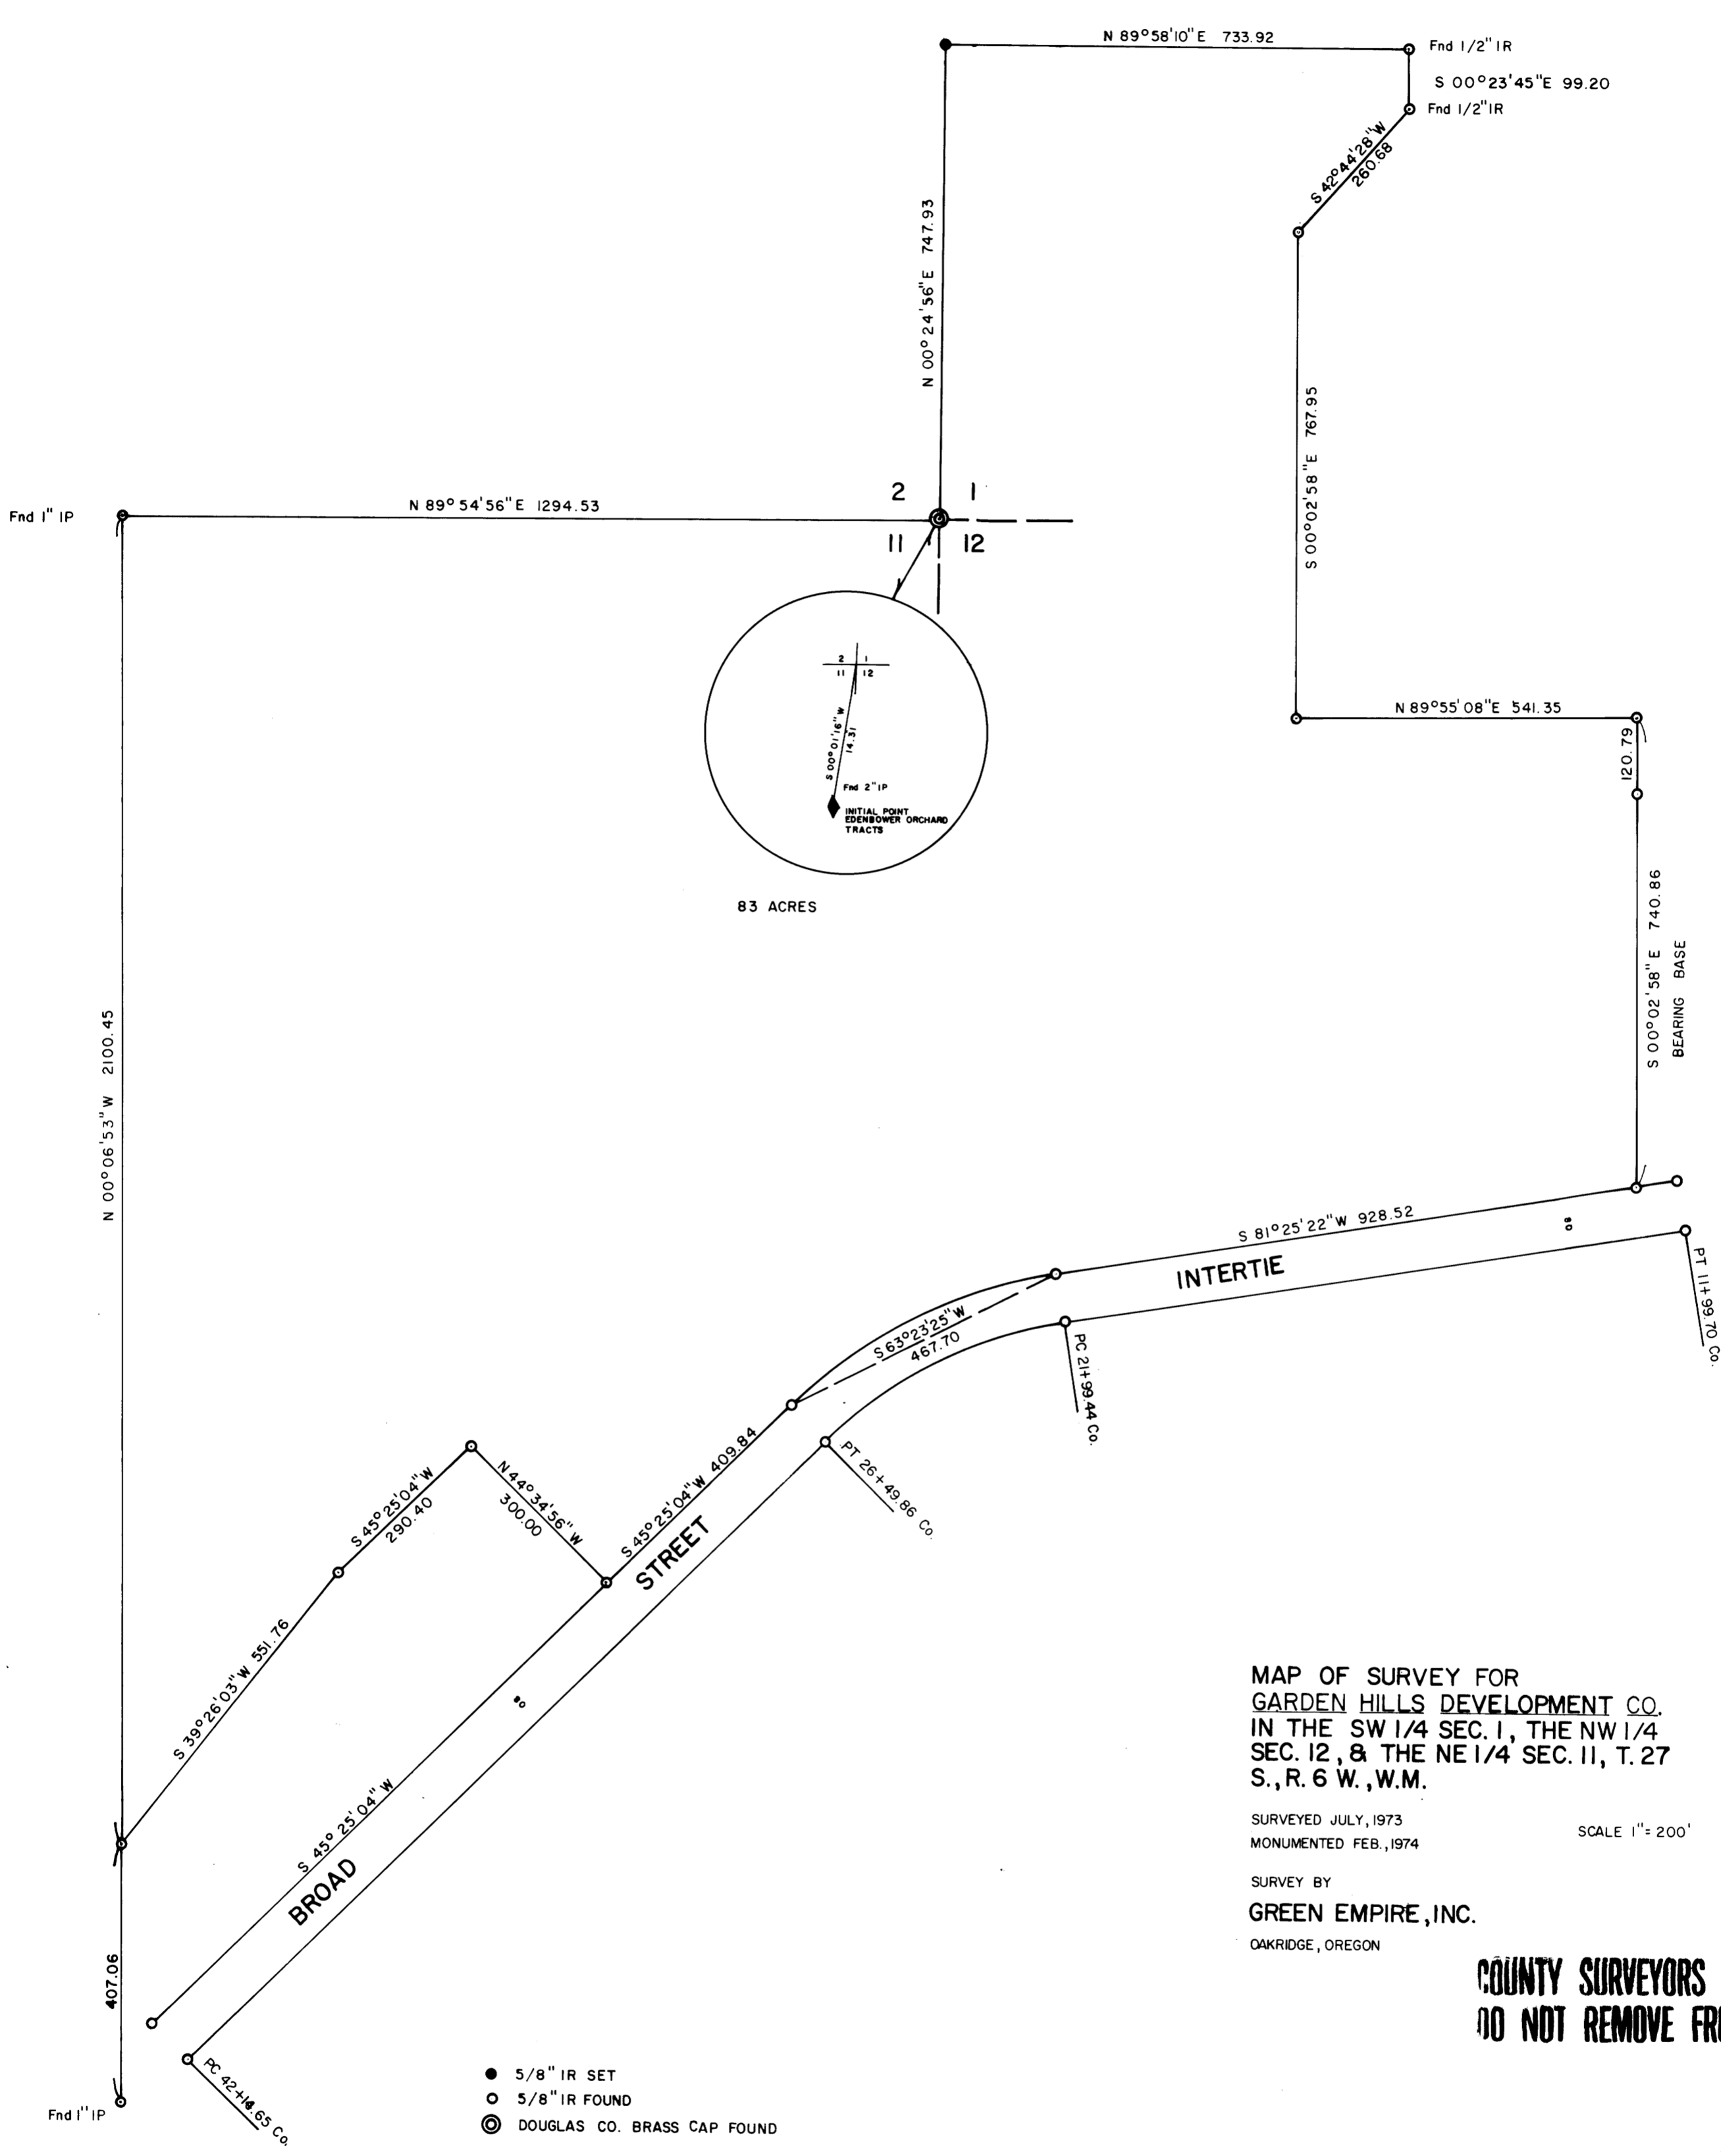 N 89°58'10" E 733.92
Fnd 1/2" IR
S 00°23'45"E 99.20
Fnd 1/2" IR
S 42°44'28"W
260.68
N 00°24'56"E 747.93
S 00°02'58"E 767.95
Fnd 1" IP
N 89°54'56"E 1294.53
2 1
11 12
2 1
11 12
S 00°01'16" W
14.31
Fnd 2" IP
INITIAL POINT
EDENBOWER ORCHARD
TRACTS
83 ACRES
N 89°55'08"E 541.35
120.79
S 00°02'58" E 740.86
BEARING BASE
N 00°06'53" W 2100.45
S 81°25'22"W 928.52
80
INTERTIE
PT 11+99.70 Co.
S 63°23'25"W
467.70
PC 21+99.44 Co.
S 45°25'04"W 409.84
PT 26+49.86 Co.
N 44°34'56" W
300.00
S 45°25'04"W
290.40
STREET
S 39°26'03"W 551.76
80
S 45°25'04" W
BROAD
407.06
Fnd 1" IP
MAP OF SURVEY FOR
GARDEN HILLS DEVELOPMENT CO.
IN THE SW 1/4 SEC. 1, THE NW 1/4
SEC. 12, & THE NE 1/4 SEC. 11, T. 27
S., R. 6 W., W.M.
SURVEYED JULY, 1973
MONUMENTED FEB., 1974
SCALE 1"= 200'
SURVEY BY
GREEN EMPIRE, INC.
OAKRIDGE, OREGON
COUNTY SURVEYORS
DO NOT REMOVE
5/8" IR SET
5/8" IR FOUND
DOUGLAS CO. BRASS CAP FOUND